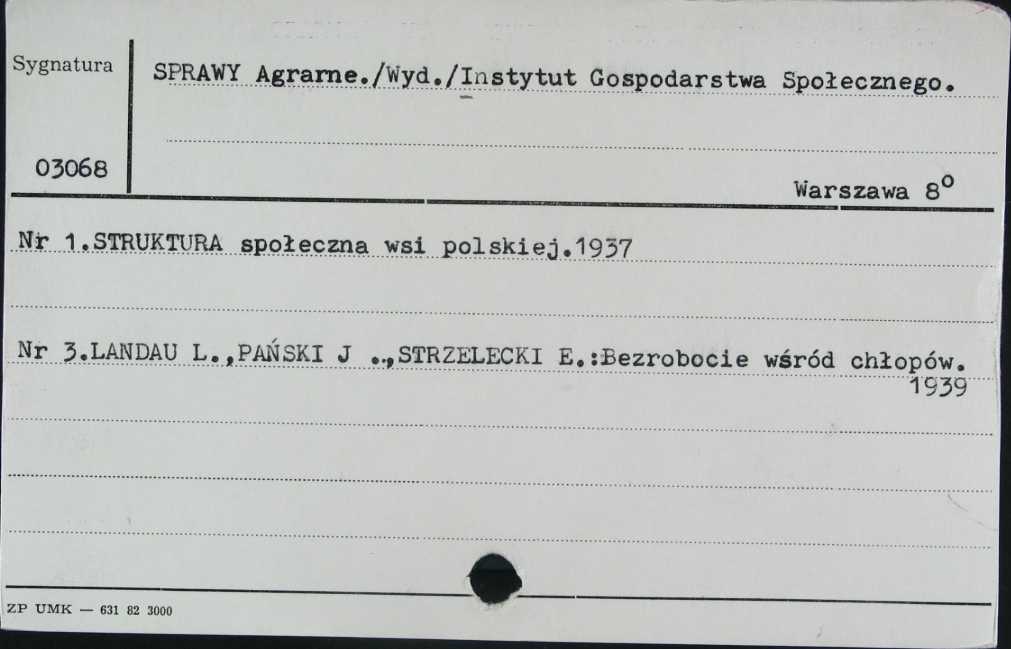 Sygnatura
SPRAWY Agrarne./Wyd./Instytut Gospodarstwa Społecznego.
03068
Warszawa 8º
Nr 1.STRUKTURA społeczna wsi polskiej.1937
Nr 3.LANDAU L.,PAŃSKI J .,STRZELECKI E.:Bezrobocie wśród chłopów.
1939
ZP UMK — 631 82 3000